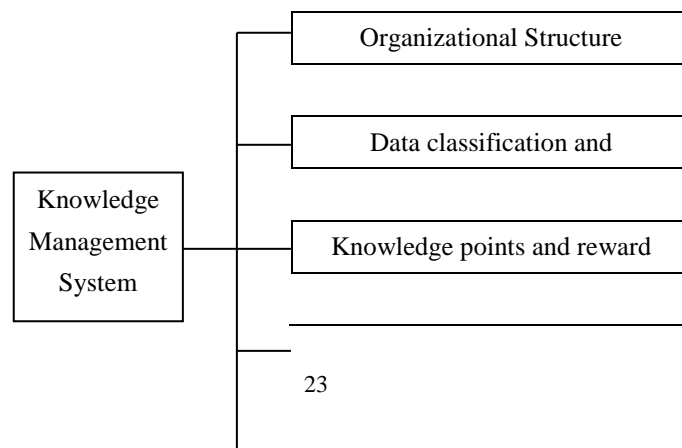 Organizational Structure
Data classification and
Knowledge
Management
System
Knowledge points and reward
23